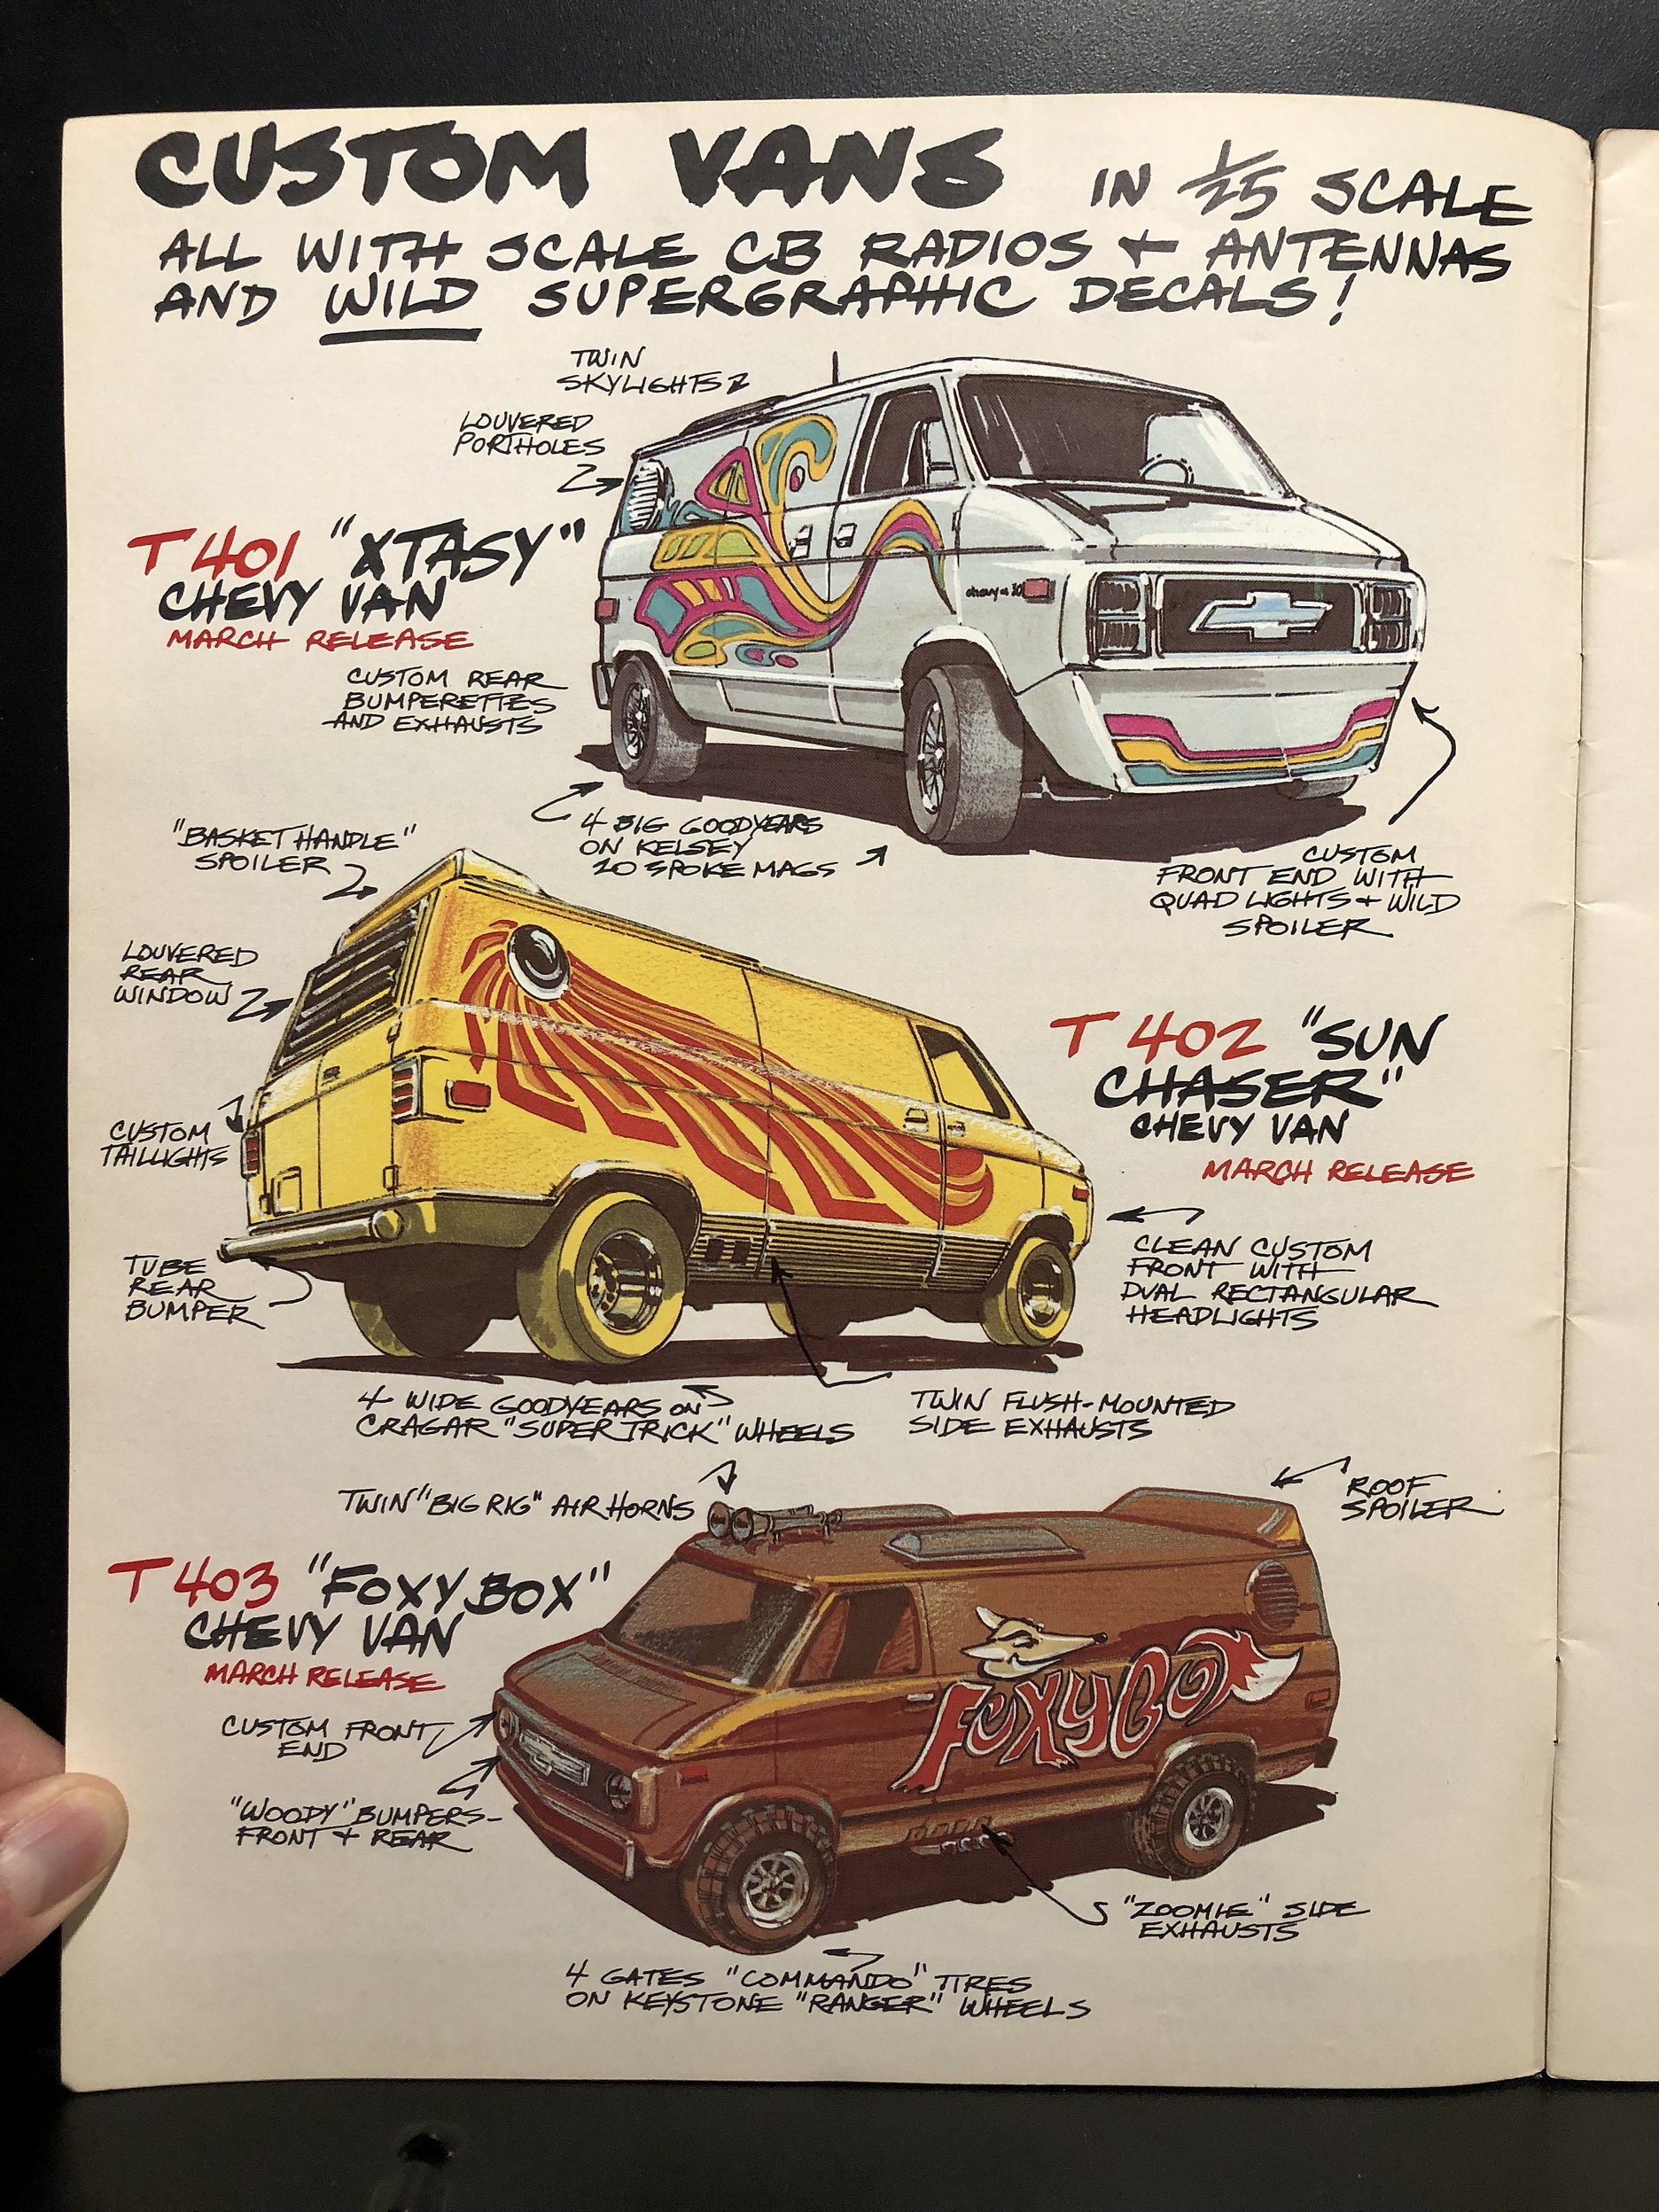 CUSTOM VANS IN 1/25 SCALE
ALL WITH SCALE CB RADIOS + ANTENNAS
AND WILD SUPERGRAPHIC DECALS!
TWIN
SKYLIGHTS
LOUVERED
PORTHOLES
T401 "XTASY"
CHEVY VAN
MARCH RELEASE
CUSTOM REAR
BUMPERETTES
AND EXHAUSTS
chevy 30
4 BIG GOODYEARS
ON KELSEY
20 SPOKE MAGS
CUSTOM
FRONT END WITH
QUAD LIGHTS + WILD
SPOILER
"BASKET HANDLE"
SPOILER
LOUVERED
REAR
WINDOW
CUSTOM
TAILLIGHTS
TUBE
REAR
BUMPER
T402 "SUN
CHASER"
CHEVY VAN
MARCH RELEASE
CLEAN CUSTOM
FRONT WITH
DUAL RECTANGULAR
HEADLIGHTS
4 WIDE GOODYEARS ON
CRAGAR "SUPER TRICK" WHEELS
TWIN FLUSH-MOUNTED
SIDE EXHAUSTS
TWIN "BIG RIG" AIR HORNS
ROOF
SPOILER
T403 "FOXY BOX"
CHEVY VAN
MARCH RELEASE
FOXYBOX
CUSTOM FRONT
END
"WOODY" BUMPERS-
FRONT + REAR
"ZOOMIE" SIDE
EXHAUSTS
4 GATES "COMMANDO" TIRES
ON KEYSTONE "RANGER" WHEELS